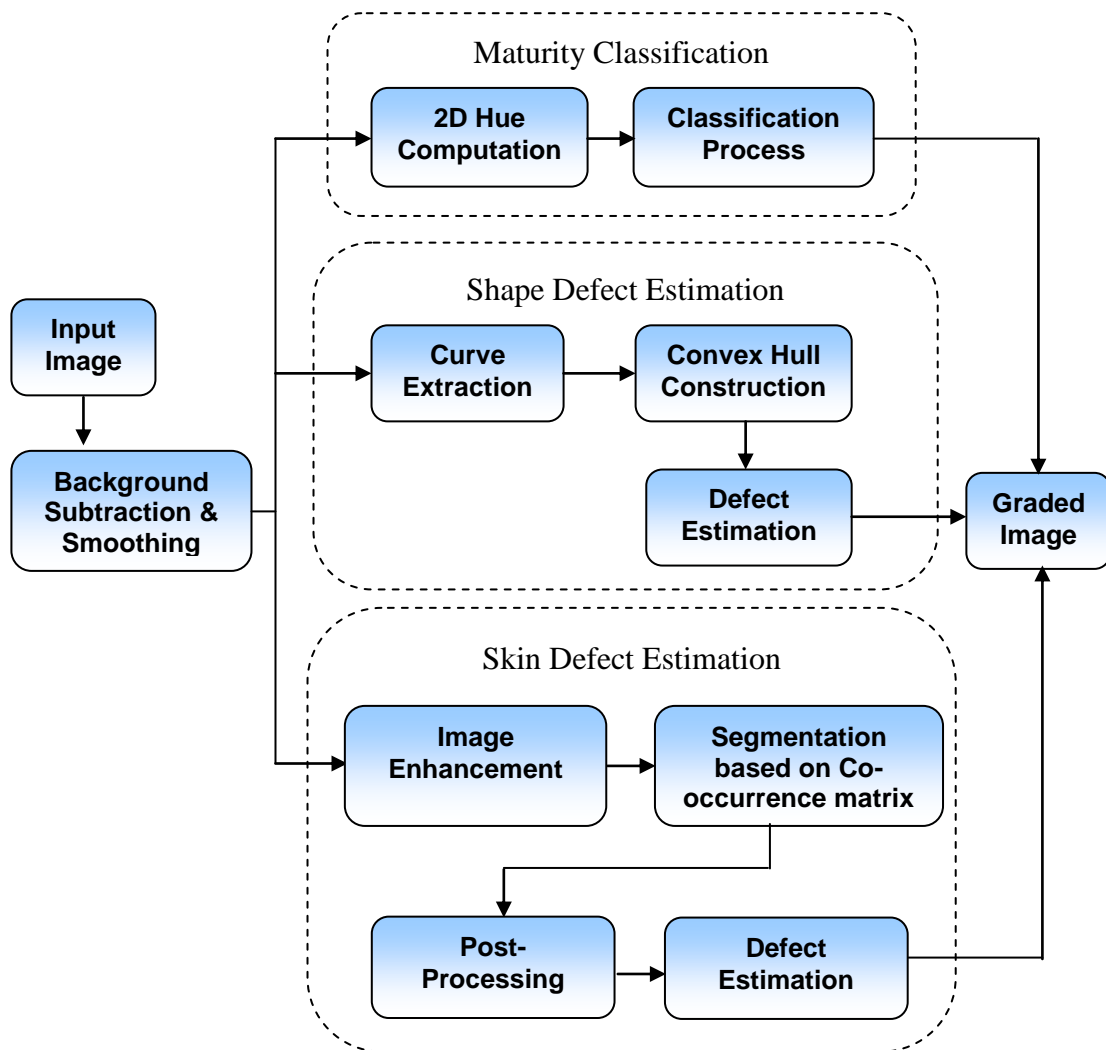 Maturity Classification
2D Hue
Computation
Classification
Process
Shape Defect Estimation
Input
Image
Curve
Extraction
Convex Hull
Construction
Background
Subtraction &
Smoothing
Defect
Estimation
Graded
Image
Skin Defect Estimation
Image
Enhancement
Segmentation
based on Co-
occurrence matrix
Post-
Processing
Defect
Estimation